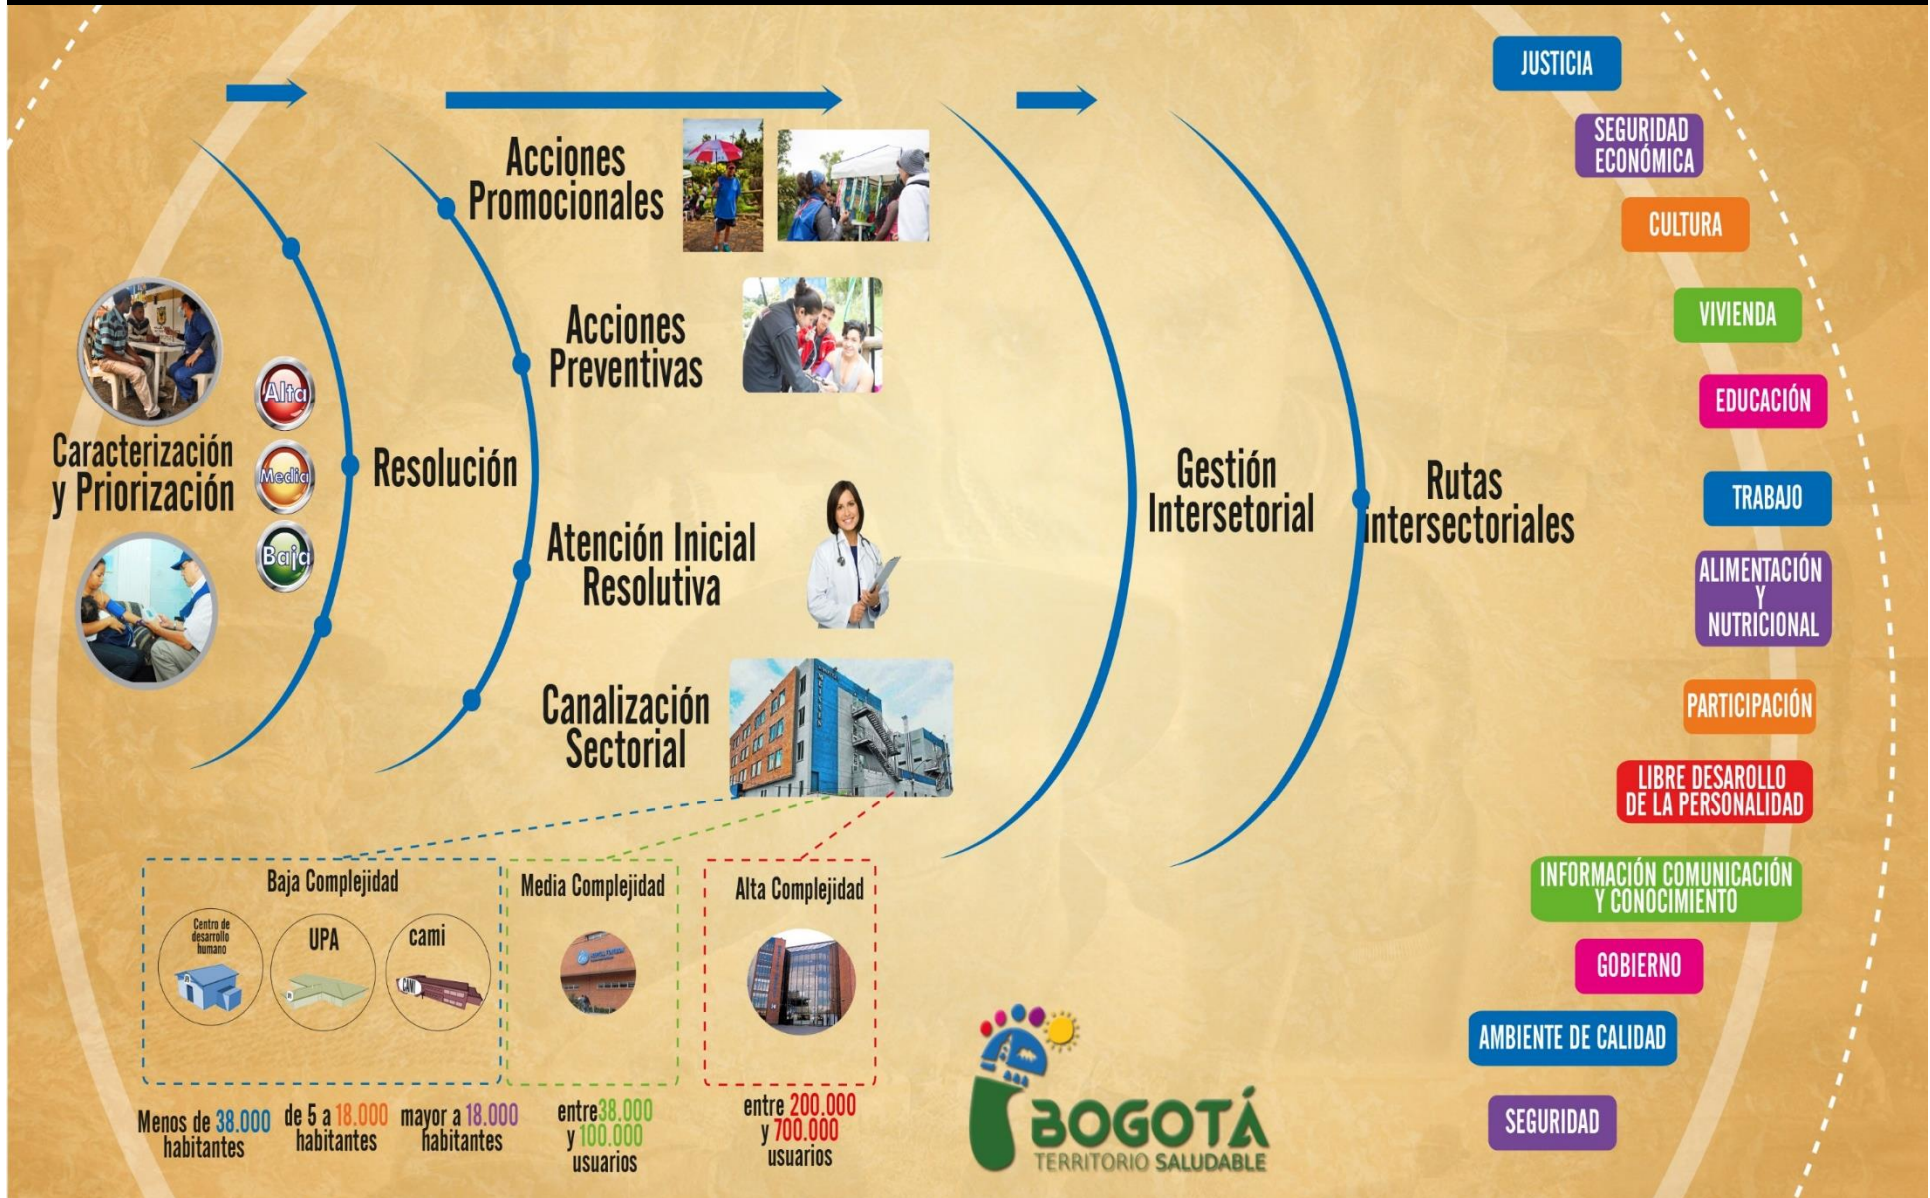 Caracterización
y Priorización
Alta
Media
Baja
Resolución
Acciones
Promocionales
Acciones
Preventivas
Atención Inicial
Resolutiva
Canalización
Sectorial
Gestión
Intersetorial
Rutas
intersectoriales
JUSTICIA
SEGURIDAD
ECONÓMICA
CULTURA
VIVIENDA
EDUCACIÓN
TRABAJO
ALIMENTACIÓN
Y
NUTRICIONAL
PARTICIPACIÓN
LIBRE DESAROLLO
DE LA PERSONALIDAD
INFORMACIÓN COMUNICACIÓN
Y CONOCIMIENTO
GOBIERNO
AMBIENTE DE CALIDAD
SEGURIDAD
Baja Complejidad
Centro de
desarrollo
humano
UPA
cami
CAMI
Media Complejidad
Alta Complejidad
Menos de 38.000
habitantes
de 5 a 18.000
habitantes
mayor a 18.000
habitantes
entre38.000
y 100.000
usuarios
entre 200.000
y 700.000
usuarios
BOGOTÁ
TERRITORIO SALUDABLE